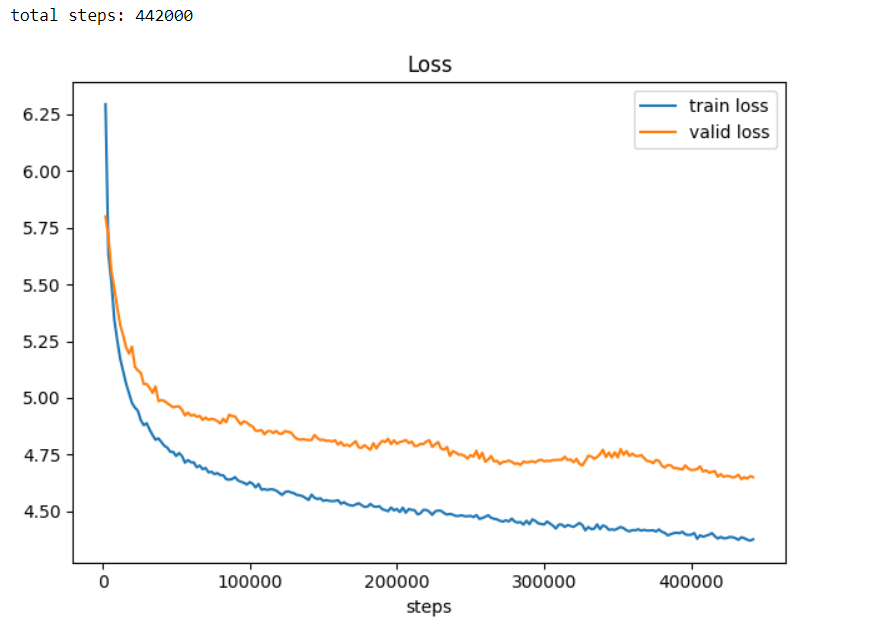 total steps: 442000
Loss
train loss
valid loss
6.25
6.00
5.75
5.50
5.25
5.00
4.75
4.50
0 100000 200000 300000 400000
steps